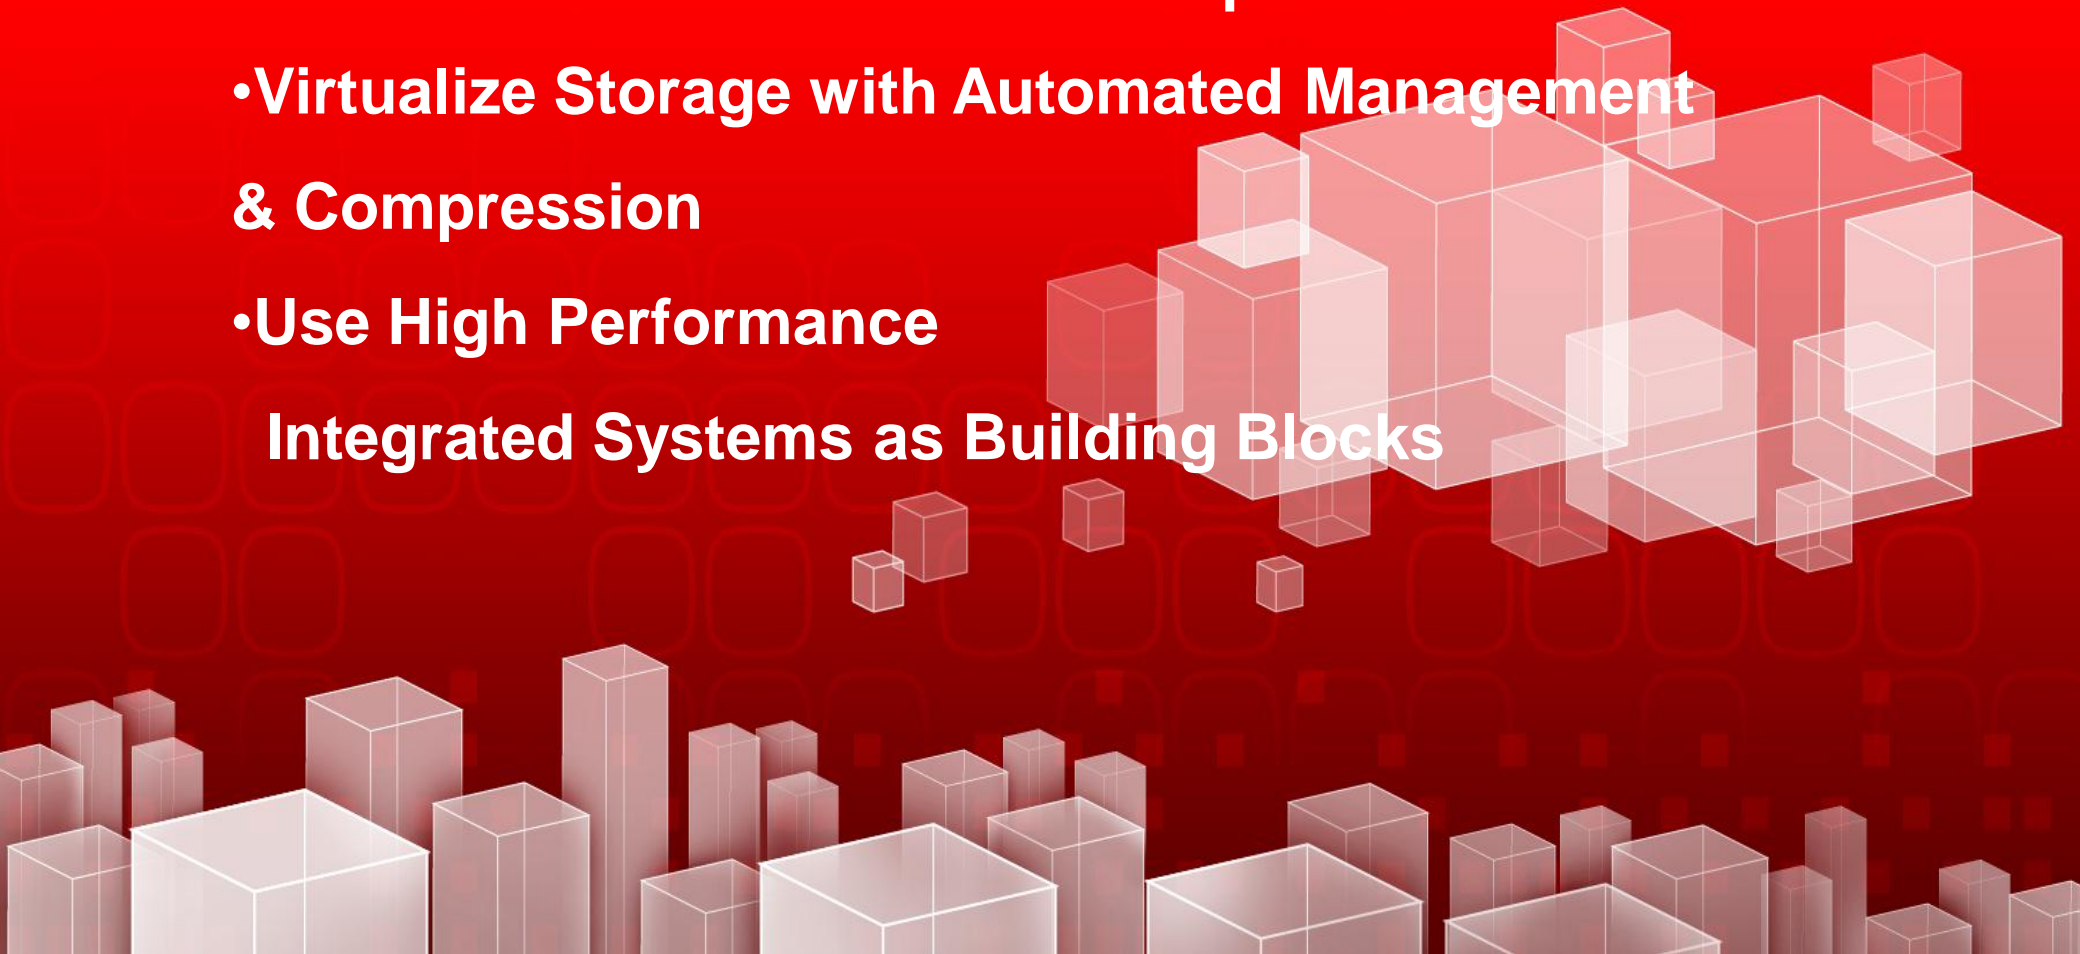 •Virtualize Storage with Automated Management
& Compression
•Use High Performance
Integrated Systems as Building Blocks